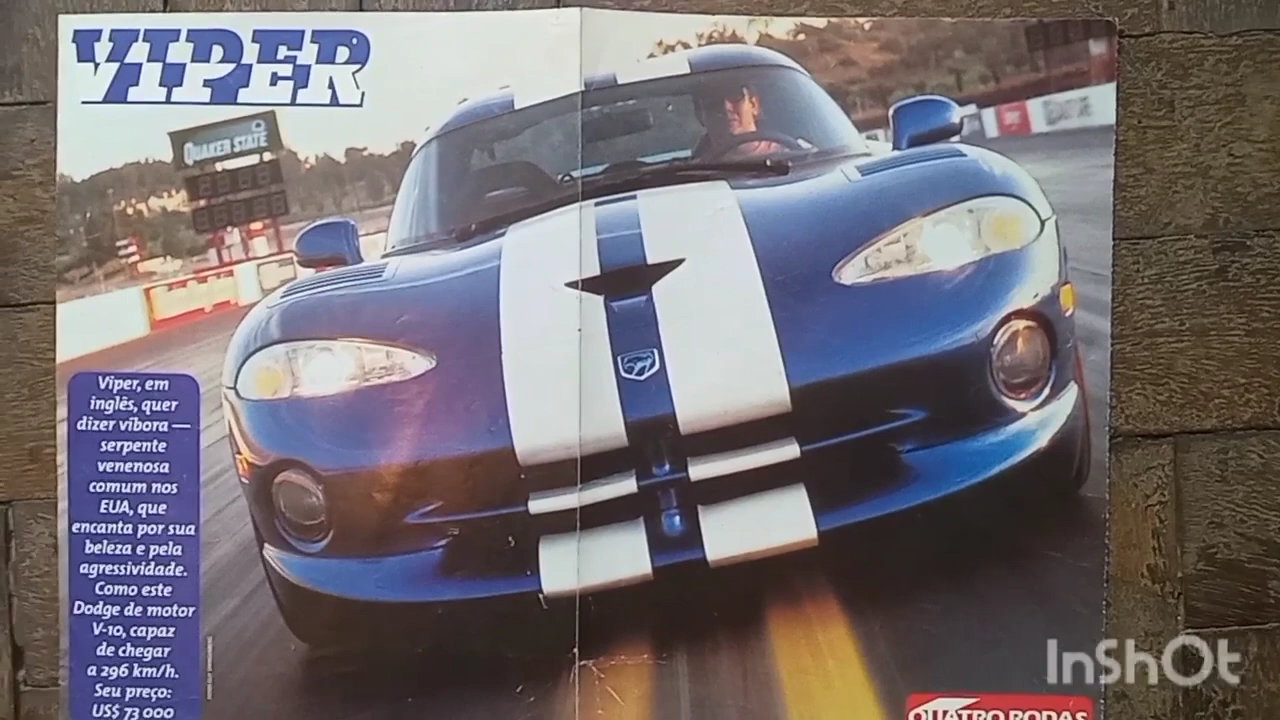 VIPER
QUAKER STATE
Viper, em
inglês, quer
dizer víbora —
serpente
venenosa
comum nos
EUA, que
encanta por sua
beleza e pela
agressividade.
Como este
Dodge de motor
V-10, capaz
de chegar
a 296 km/h.
Seu preço:
US$ 73 000
QUATRO RODAS
InShOt